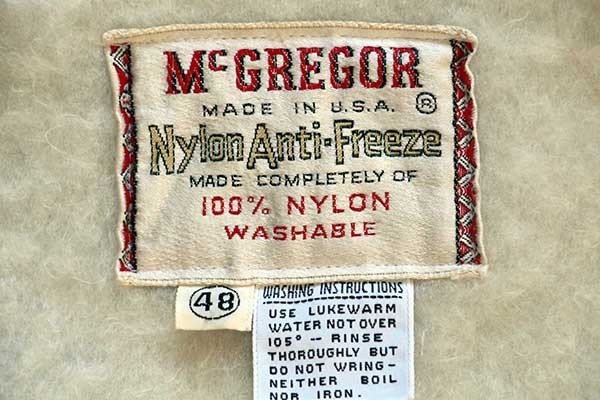 McGREGOR
MADE IN U.S.A. ®
Nylon Anti-Freeze
MADE COMPLETELY OF
100% NYLON
WASHABLE
48
WASHING INSTRUCTIONS
USE LUKEWARM
WATER NOT OVER
105° -- RINSE
THOROUGHLY BUT
DO NOT WRING-
NEITHER BOIL
NOR IRON.